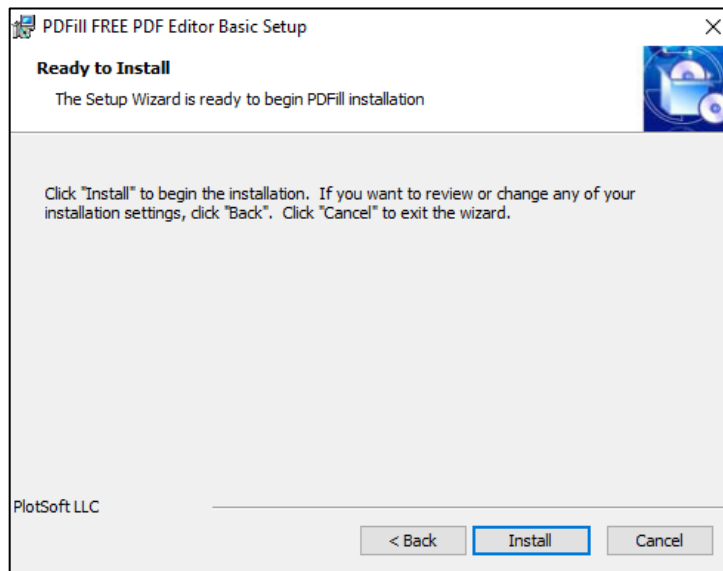 PDFill FREE PDF Editor Basic Setup
Ready to Install
The Setup Wizard is ready to begin PDFill installation
Click "Install" to begin the installation. If you want to review or change any of your
installation settings, click "Back". Click "Cancel" to exit the wizard.
PlotSoft LLC
< Back
Install
Cancel